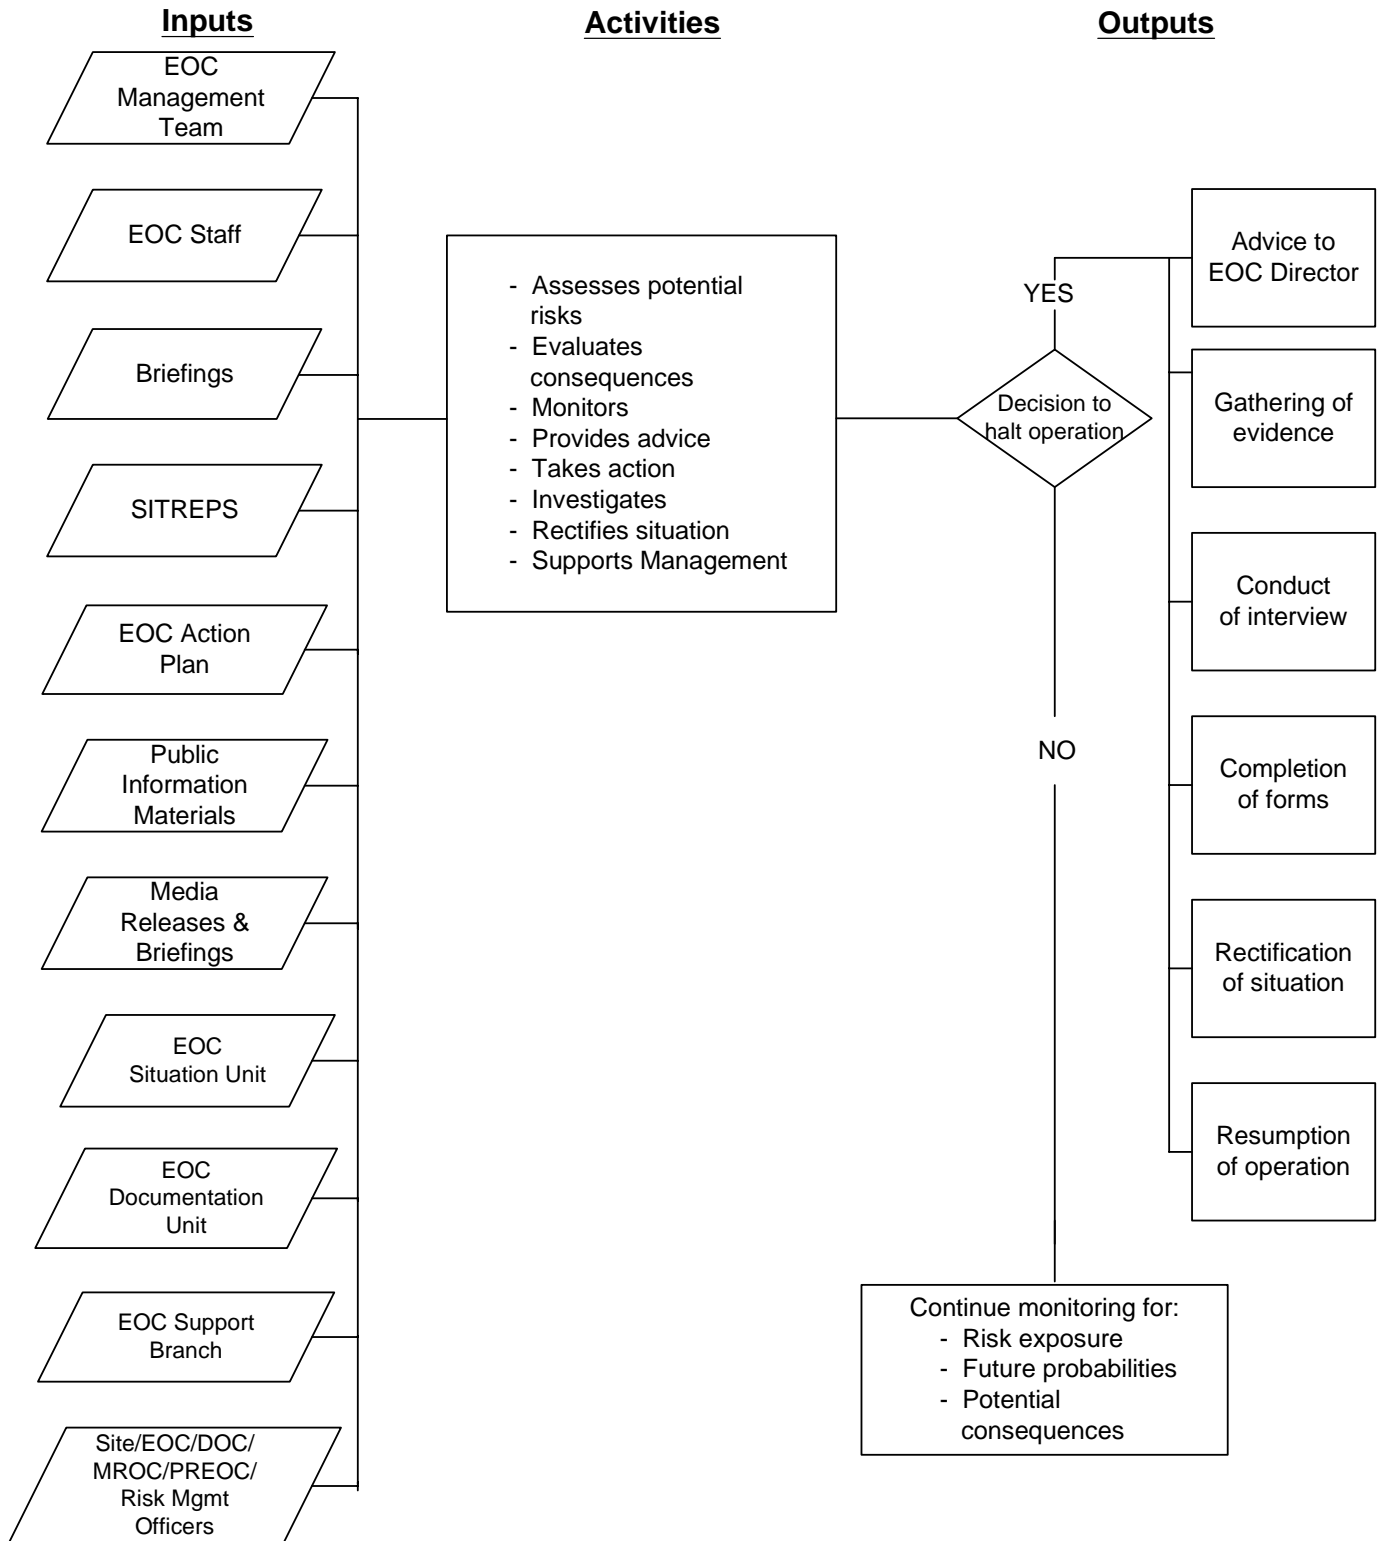 Inputs
Activities
Outputs
EOC
Management
Team
EOC Staff
Briefings
SITREPS
EOC Action
Plan
Public
Information
Materials
Media
Releases &
Briefings
EOC
Situation Unit
EOC
Documentation
Unit
EOC Support
Branch
Site/EOC/DOC/
MROC/PREOC/
Risk Mgmt
Officers
- Assesses potential
risks
- Evaluates
consequences
- Monitors
- Provides advice
- Takes action
- Investigates
- Rectifies situation
- Supports Management
Decision to
halt operation
YES
NO
Continue monitoring for:
- Risk exposure
- Future probabilities
- Potential
consequences
Advice to
EOC Director
Gathering of
evidence
Conduct
of interview
Completion
of forms
Rectification
of situation
Resumption
of operation